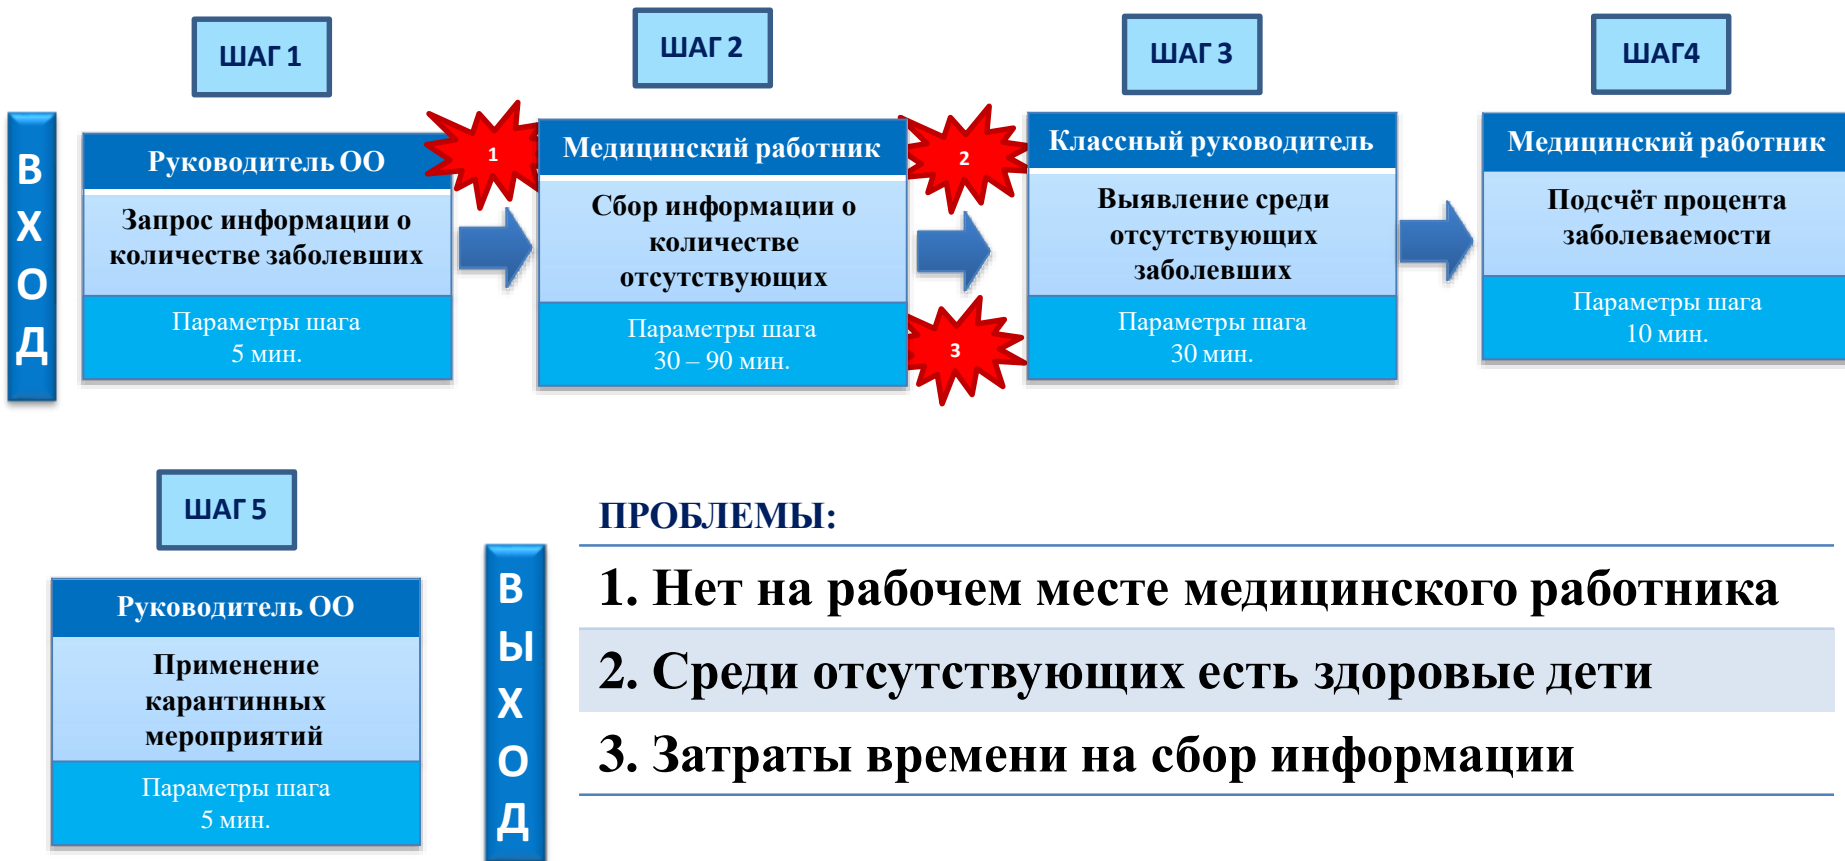 ШАГ 1
ШАГ 2
ШАГ 3
ШАГ4
ВХОД
Руководитель ОО
Запрос информации о
количестве заболевших
Параметры шага
5 мин.
1
Медицинский работник
Сбор информации о
количестве
отсутствующих
Параметры шага
30 – 90 мин.
2
3
Классный руководитель
Выявление среди
отсутствующих
заболевших
Параметры шага
30 мин.
Медицинский работник
Подсчёт процента
заболеваемости
Параметры шага
10 мин.
ШАГ 5
Руководитель ОО
Применение
карантинных
мероприятий
Параметры шага
5 мин.
ВЫХОД
ПРОБЛЕМЫ:
1. Нет на рабочем месте медицинского работника
2. Среди отсутствующих есть здоровые дети
3. Затраты времени на сбор информации